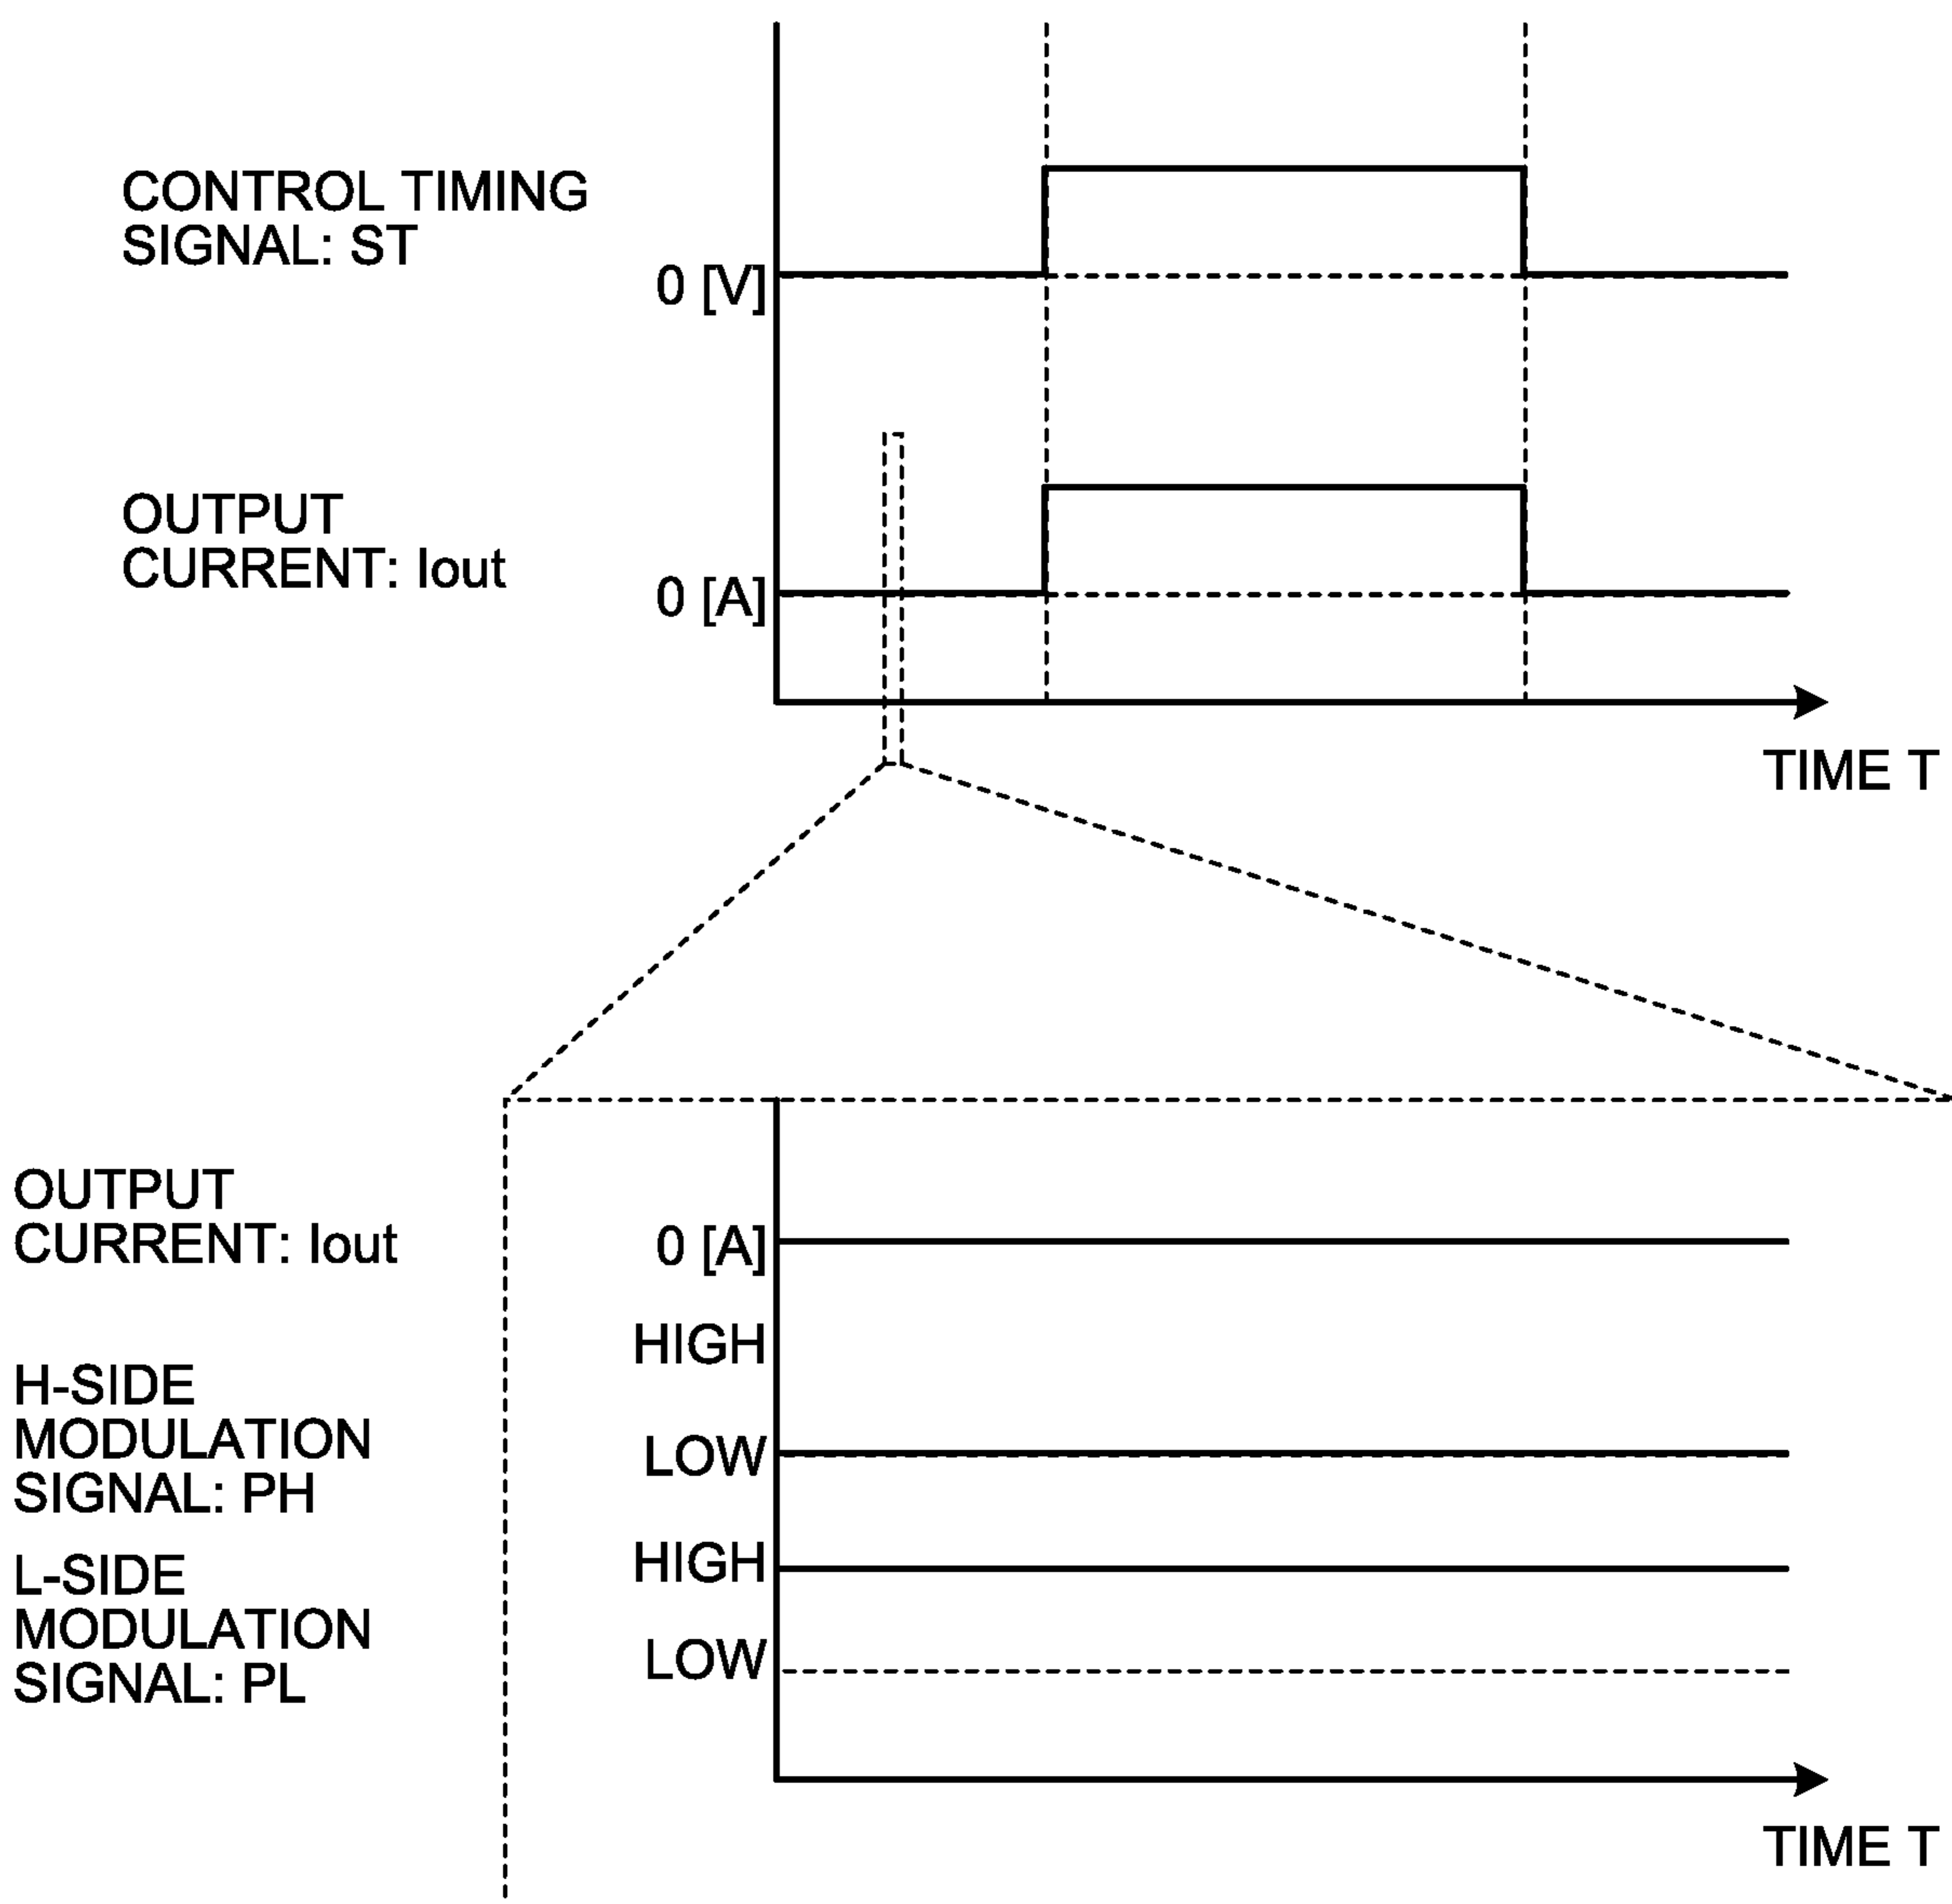 CONTROL TIMING
SIGNAL: ST
0 [V]
OUTPUT
CURRENT: Iout
0 [A]
TIME T
OUTPUT
CURRENT: Iout
0 [A]
HIGH
H-SIDE
MODULATION
SIGNAL: PH
LOW
HIGH
L-SIDE
MODULATION
SIGNAL: PL
LOW
TIME T